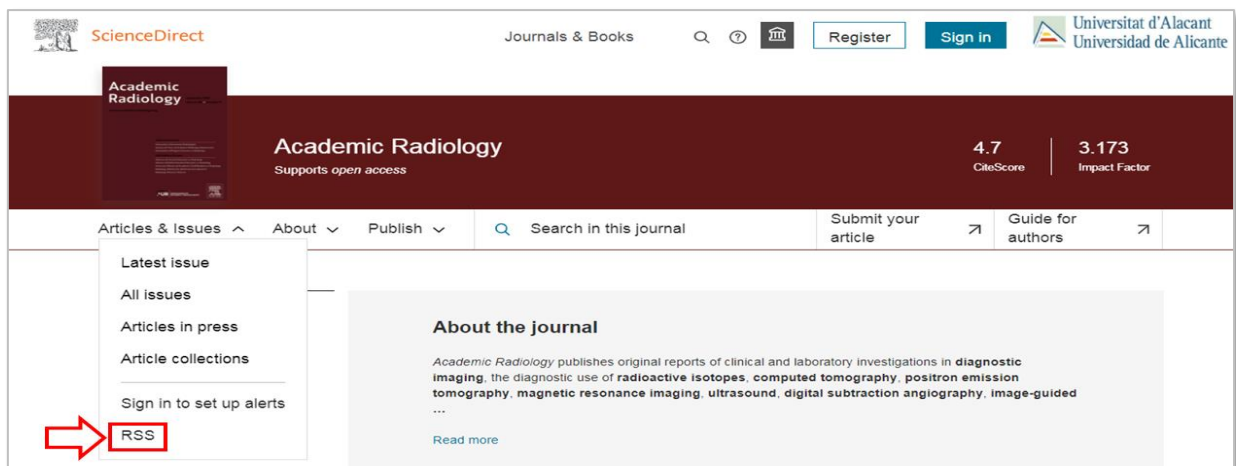 ScienceDirect
Journals & Books
Register
Sign in
Universitat d'Alacant
Universidad de Alicante
Academic
Radiology
Academic Radiology
Supports open access
4.7
CiteScore
3.173
Impact Factor
Articles & Issues
About
Publish
Search in this journal
Submit your
article
Guide for
authors
Latest issue
All issues
Articles in press
Article collections
Sign in to set up alerts
RSS
About the journal
Academic Radiology publishes original reports of clinical and laboratory investigations in diagnostic
imaging, the diagnostic use of radioactive isotopes, computed tomography, positron emission
tomography, magnetic resonance imaging, ultrasound, digital subtraction angiography, image-guided
...
Read more